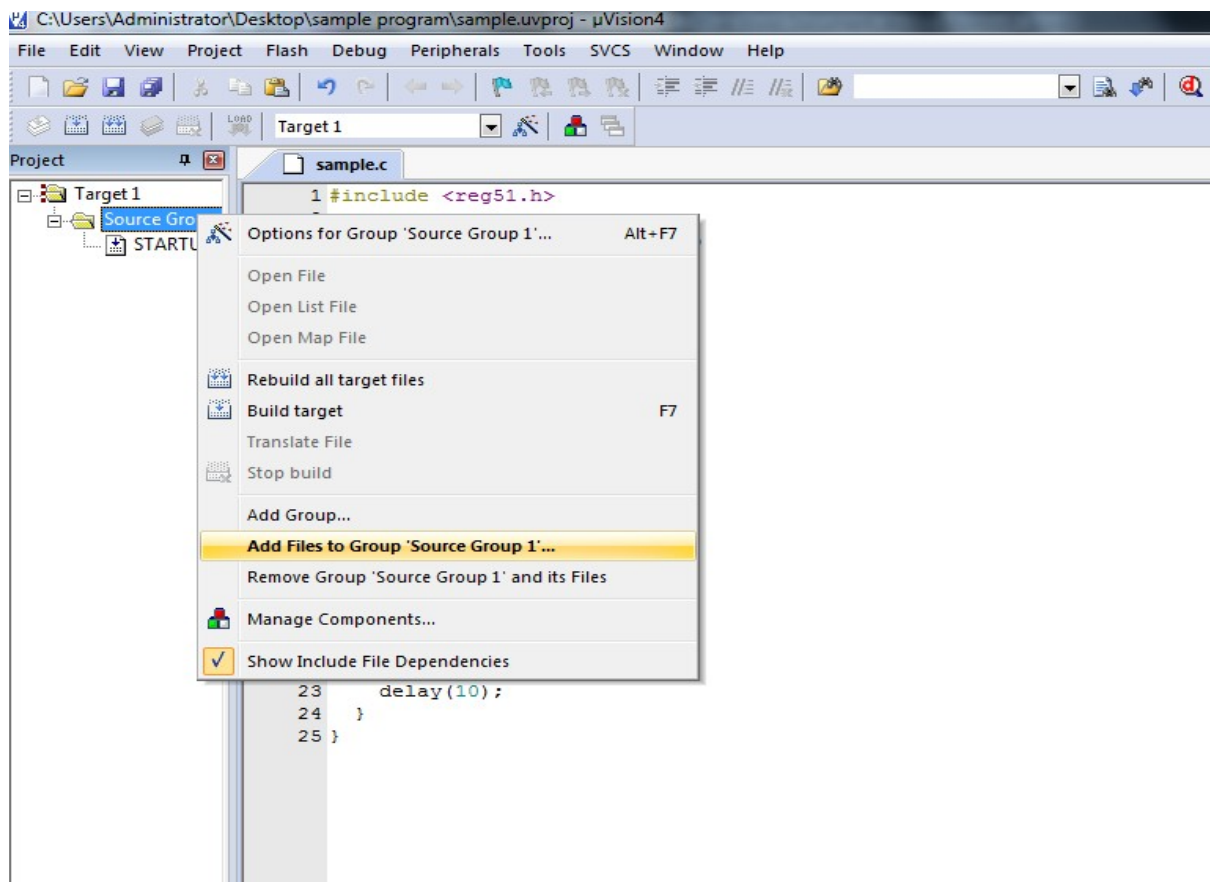 C:\Users\Administrator\Desktop\sample program\sample.uvproj - µVision4
File Edit View Project Flash Debug Peripherals Tools SVCS Window Help
LOAD Target 1
Project
sample.c
Target 1
1 #include <reg51.h>
Source Gro
STARTU
Options for Group 'Source Group 1'... Alt+F7
Open File
Open List File
Open Map File
Rebuild all target files
Build target F7
Translate File
Stop build
Add Group...
Add Files to Group 'Source Group 1'...
Remove Group 'Source Group 1' and its Files
Manage Components...
Show Include File Dependencies
23 delay(10);
24 }
25 }